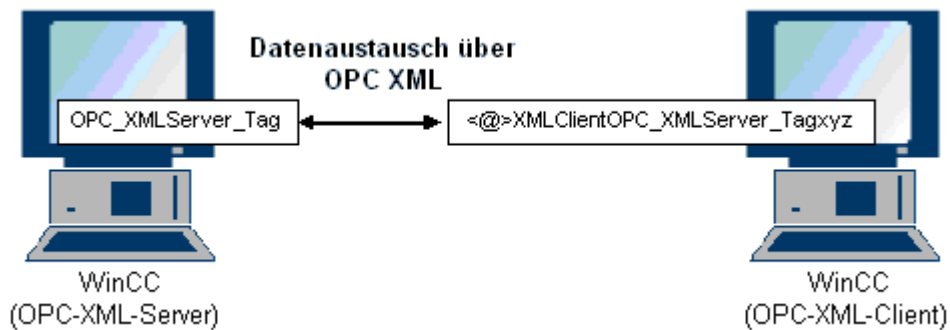 Datenaustausch über
OPC XML
OPC_XMLServer_Tag
<@>XMLClientOPC_XMLServer_Tagxyz
WinCC
(OPC-XML-Server)
WinCC
(OPC-XML-Client)